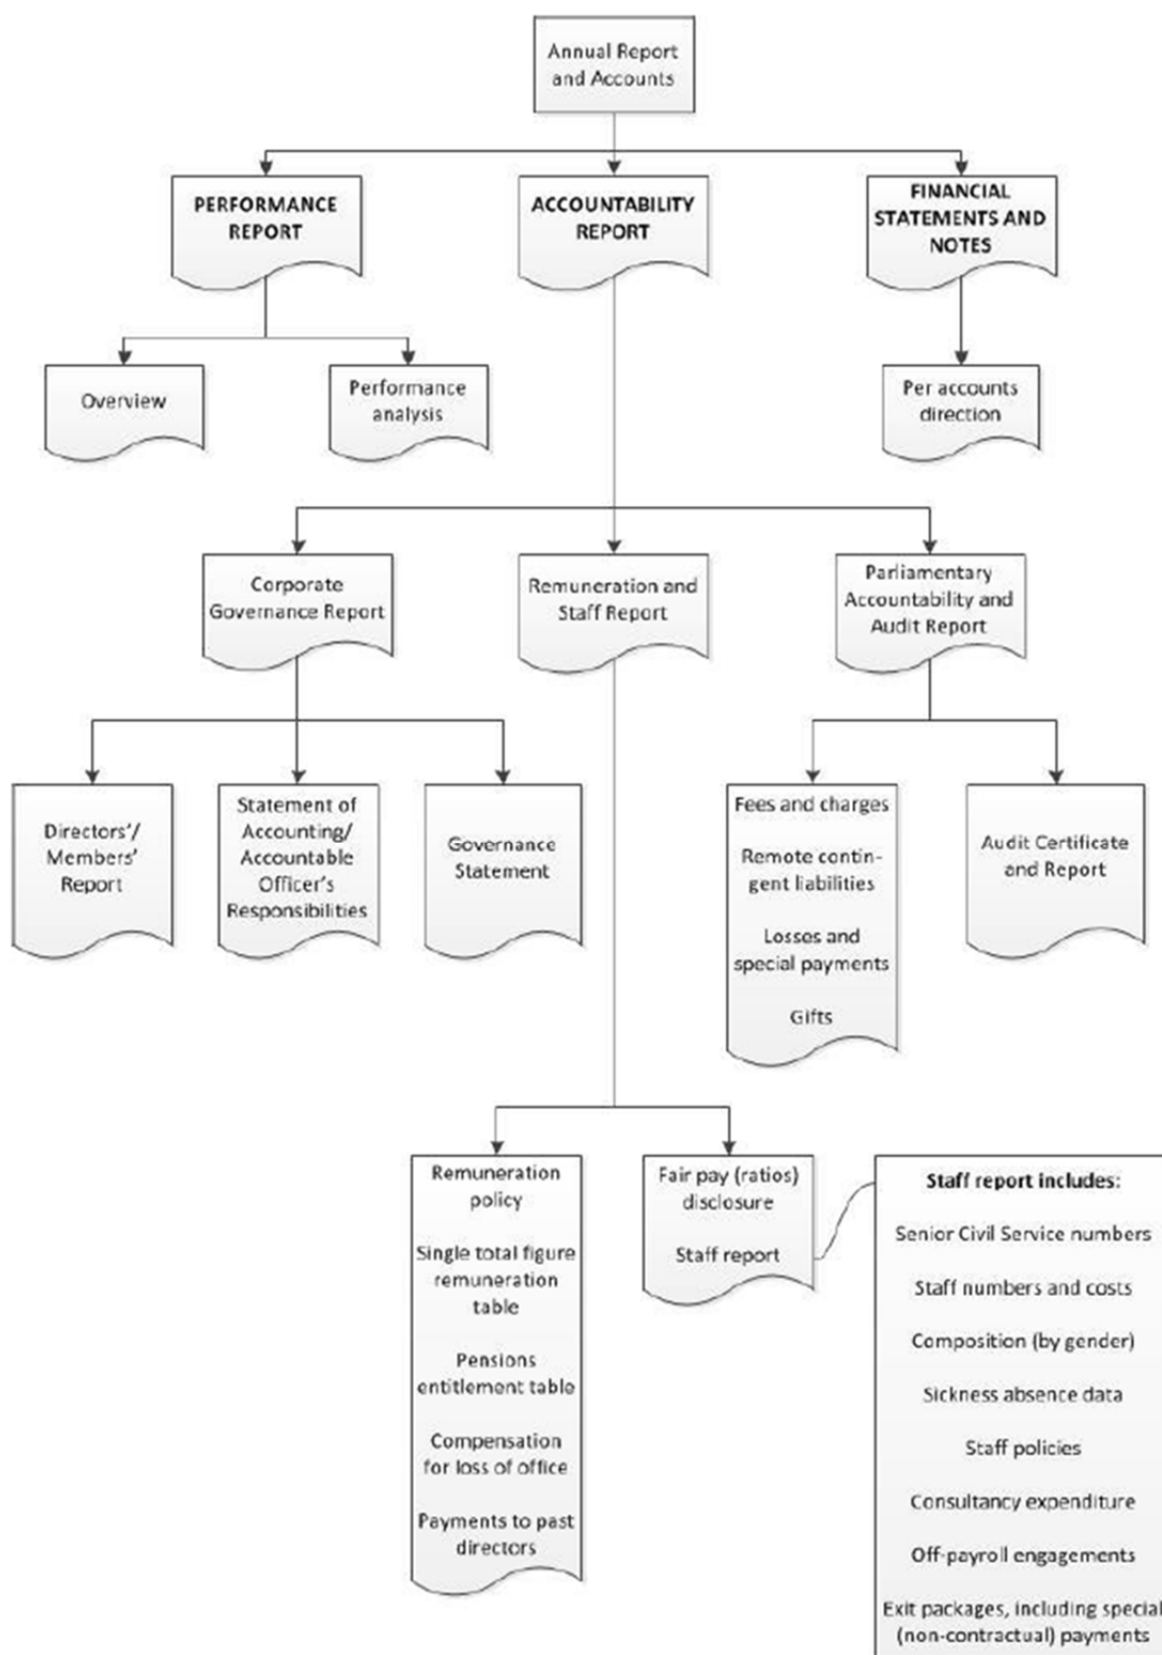 Annual Report
and Accounts
PERFORMANCE
REPORT
ACCOUNTABILITY
REPORT
FINANCIAL
STATEMENTS AND
NOTES
Overview
Performance
analysis
Per accounts
direction
Corporate
Governance Report
Remuneration and
Staff Report
Parliamentary
Accountability and
Audit Report
Directors'/
Members'
Report
Statement of
Accounting/
Accountable
Officer's
Responsibilities
Governance
Statement
Fees and charges
Remote contin-
gent liabilities
Losses and
special payments
Gifts
Audit Certificate
and Report
Remuneration
policy
Single total figure
remuneration
table
Pensions
entitlement table
Compensation
for loss of office
Payments to past
directors
Fair pay (ratios)
disclosure
Staff report
Staff report includes:
Senior Civil Service numbers
Staff numbers and costs
Composition (by gender)
Sickness absence data
Staff policies
Consultancy expenditure
Off-payroll engagements
Exit packages, including special
(non-contractual) payments